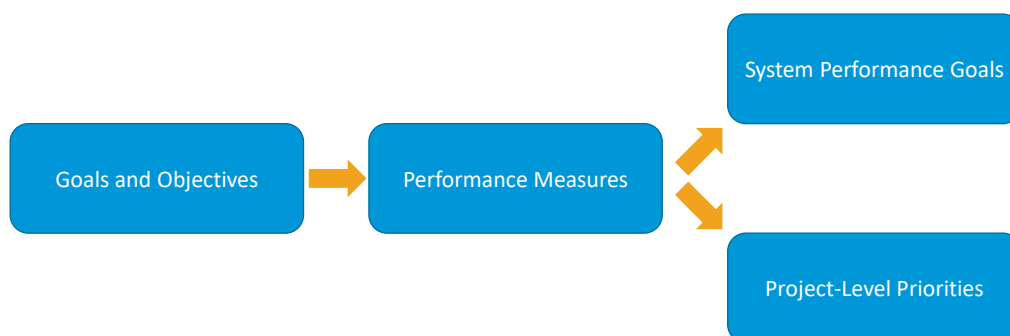 System Performance Goals
Goals and Objectives
Performance Measures
Project-Level Priorities